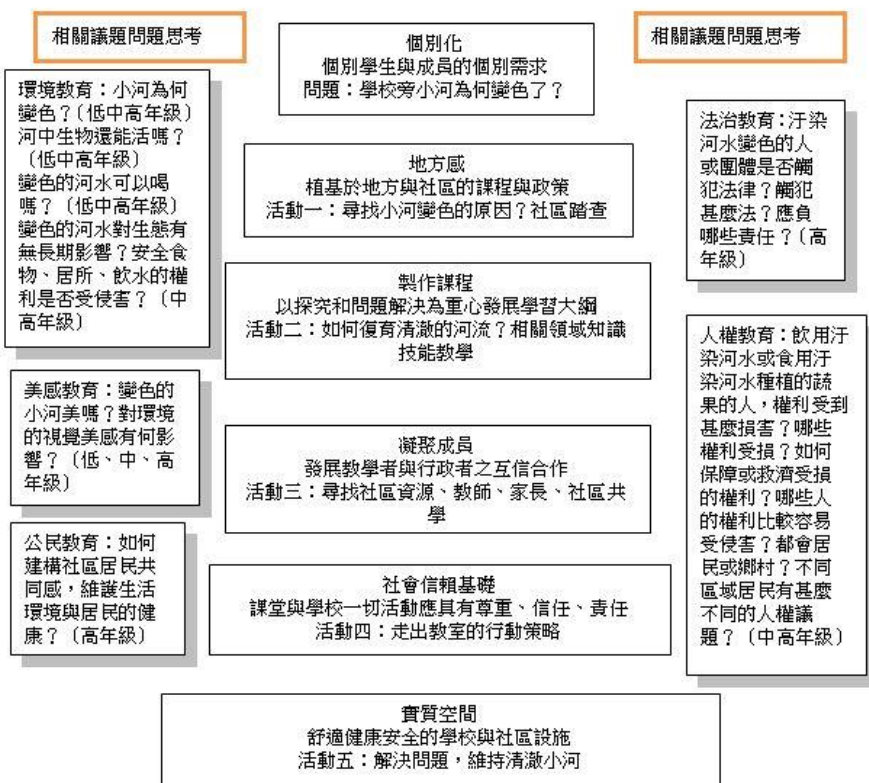 相關議題問題思考
環境教育：小河為何
變色？〔低中高年級〕
河中生物還能活嗎？
〔低中高年級〕
變色的河水可以喝
嗎？〔低中高年級〕
變色的河水對生態有
無長期影響？安全食
物、居所、飲水的權
利是否受侵害？〔中
高年級〕
美感教育：變色的
小河美嗎？對環境
的視覺美感有何影
響？〔低、中、高
年級〕
公民教育：如何
建構社區居民共
同感，維護生活
環境與居民的健
康？〔高年級〕
個別化
個別學生與成員的個別需求
問題：學校旁小河為何變色了？
地方感
植基於地方與社區的課程與政策
活動一：尋找小河變色的原因？社區踏查
製作課程
以探究和問題解決為重心發展學習大綱
活動二：如何復育清澈的河流？相關領域知識
技能教學
凝聚成員
發展教學者與行政者之互信合作
活動三：尋找社區資源、教師、家長、社區共
學
社會信賴基礎
課堂與學校一切活動應具有尊重、信任、責任
活動四：走出教室的行動策略
實質空間
舒適健康安全的學校與社區設施
活動五：解決問題，維持清澈小河
相關議題問題思考
法治教育：汙染
河水變色的人
或團體是否觸
犯法律？觸犯
甚麼法？應負
哪些責任？〔高
年級〕
人權教育：飲用汙
染河水或食用汙
染河水種植的蔬
果的人，權利受到
甚麼損害？哪些
權利受損？如何
保障或救濟受損
的權利？哪些人
的權利比較容易
受侵害？都會居
民或鄉村？不同
區域居民有甚麼
不同的人權議
題？〔中高年級〕